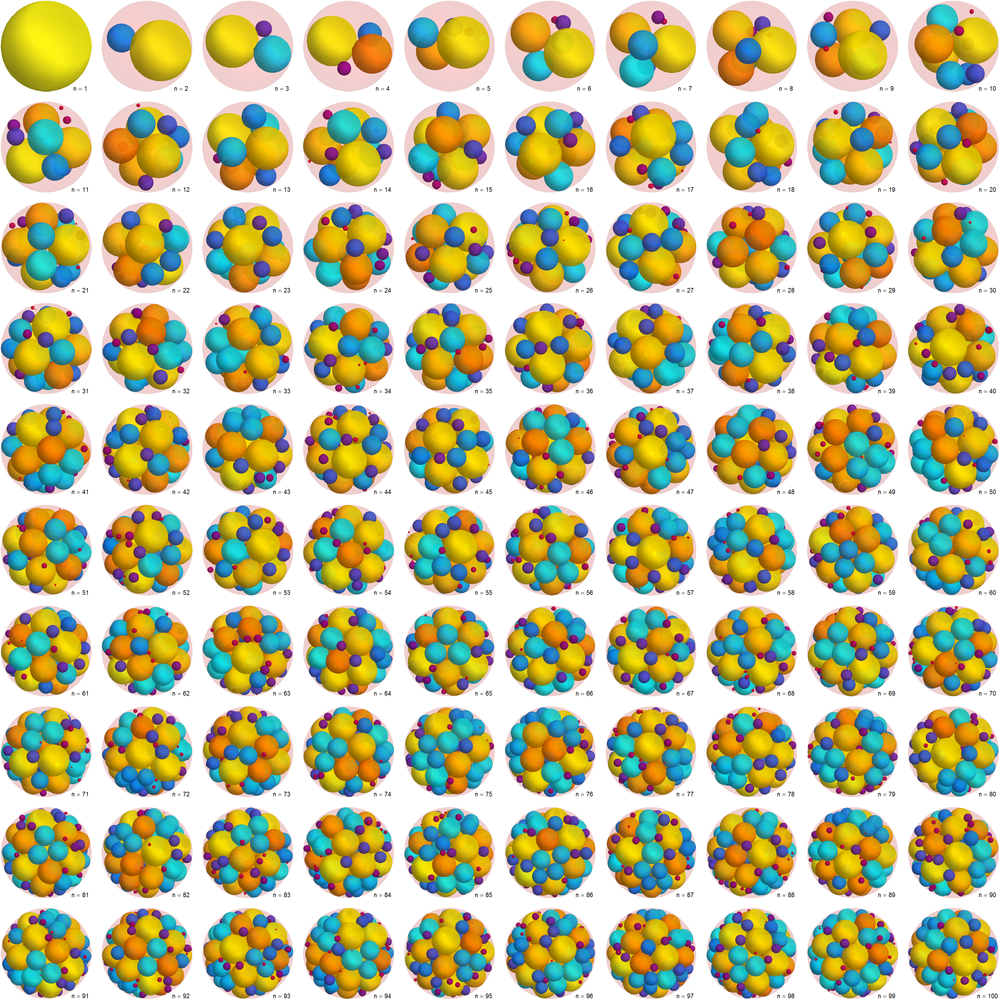 n = 1
n = 2
n = 3
n = 4
n = 5
n = 6
n = 7
n = 8
n = 9
n = 10
n = 11
n = 12
n = 13
n = 14
n = 15
n = 16
n = 17
n = 18
n = 19
n = 20
n = 21
n = 22
n = 23
n = 24
n = 25
n = 26
n = 27
n = 28
n = 29
n = 30
n = 31
n = 32
n = 33
n = 34
n = 35
n = 36
n = 37
n = 38
n = 39
n = 40
n = 41
n = 42
n = 43
n = 44
n = 45
n = 46
n = 47
n = 48
n = 49
n = 50
n = 51
n = 52
n = 53
n = 54
n = 55
n = 56
n = 57
n = 58
n = 59
n = 60
n = 61
n = 62
n = 63
n = 64
n = 65
n = 66
n = 67
n = 68
n = 69
n = 70
n = 71
n = 72
n = 73
n = 74
n = 75
n = 76
n = 77
n = 78
n = 79
n = 80
n = 81
n = 82
n = 83
n = 84
n = 85
n = 86
n = 87
n = 88
n = 89
n = 90
n = 91
n = 92
n = 93
n = 94
n = 95
n = 96
n = 97
n = 98
n = 99
n = 100